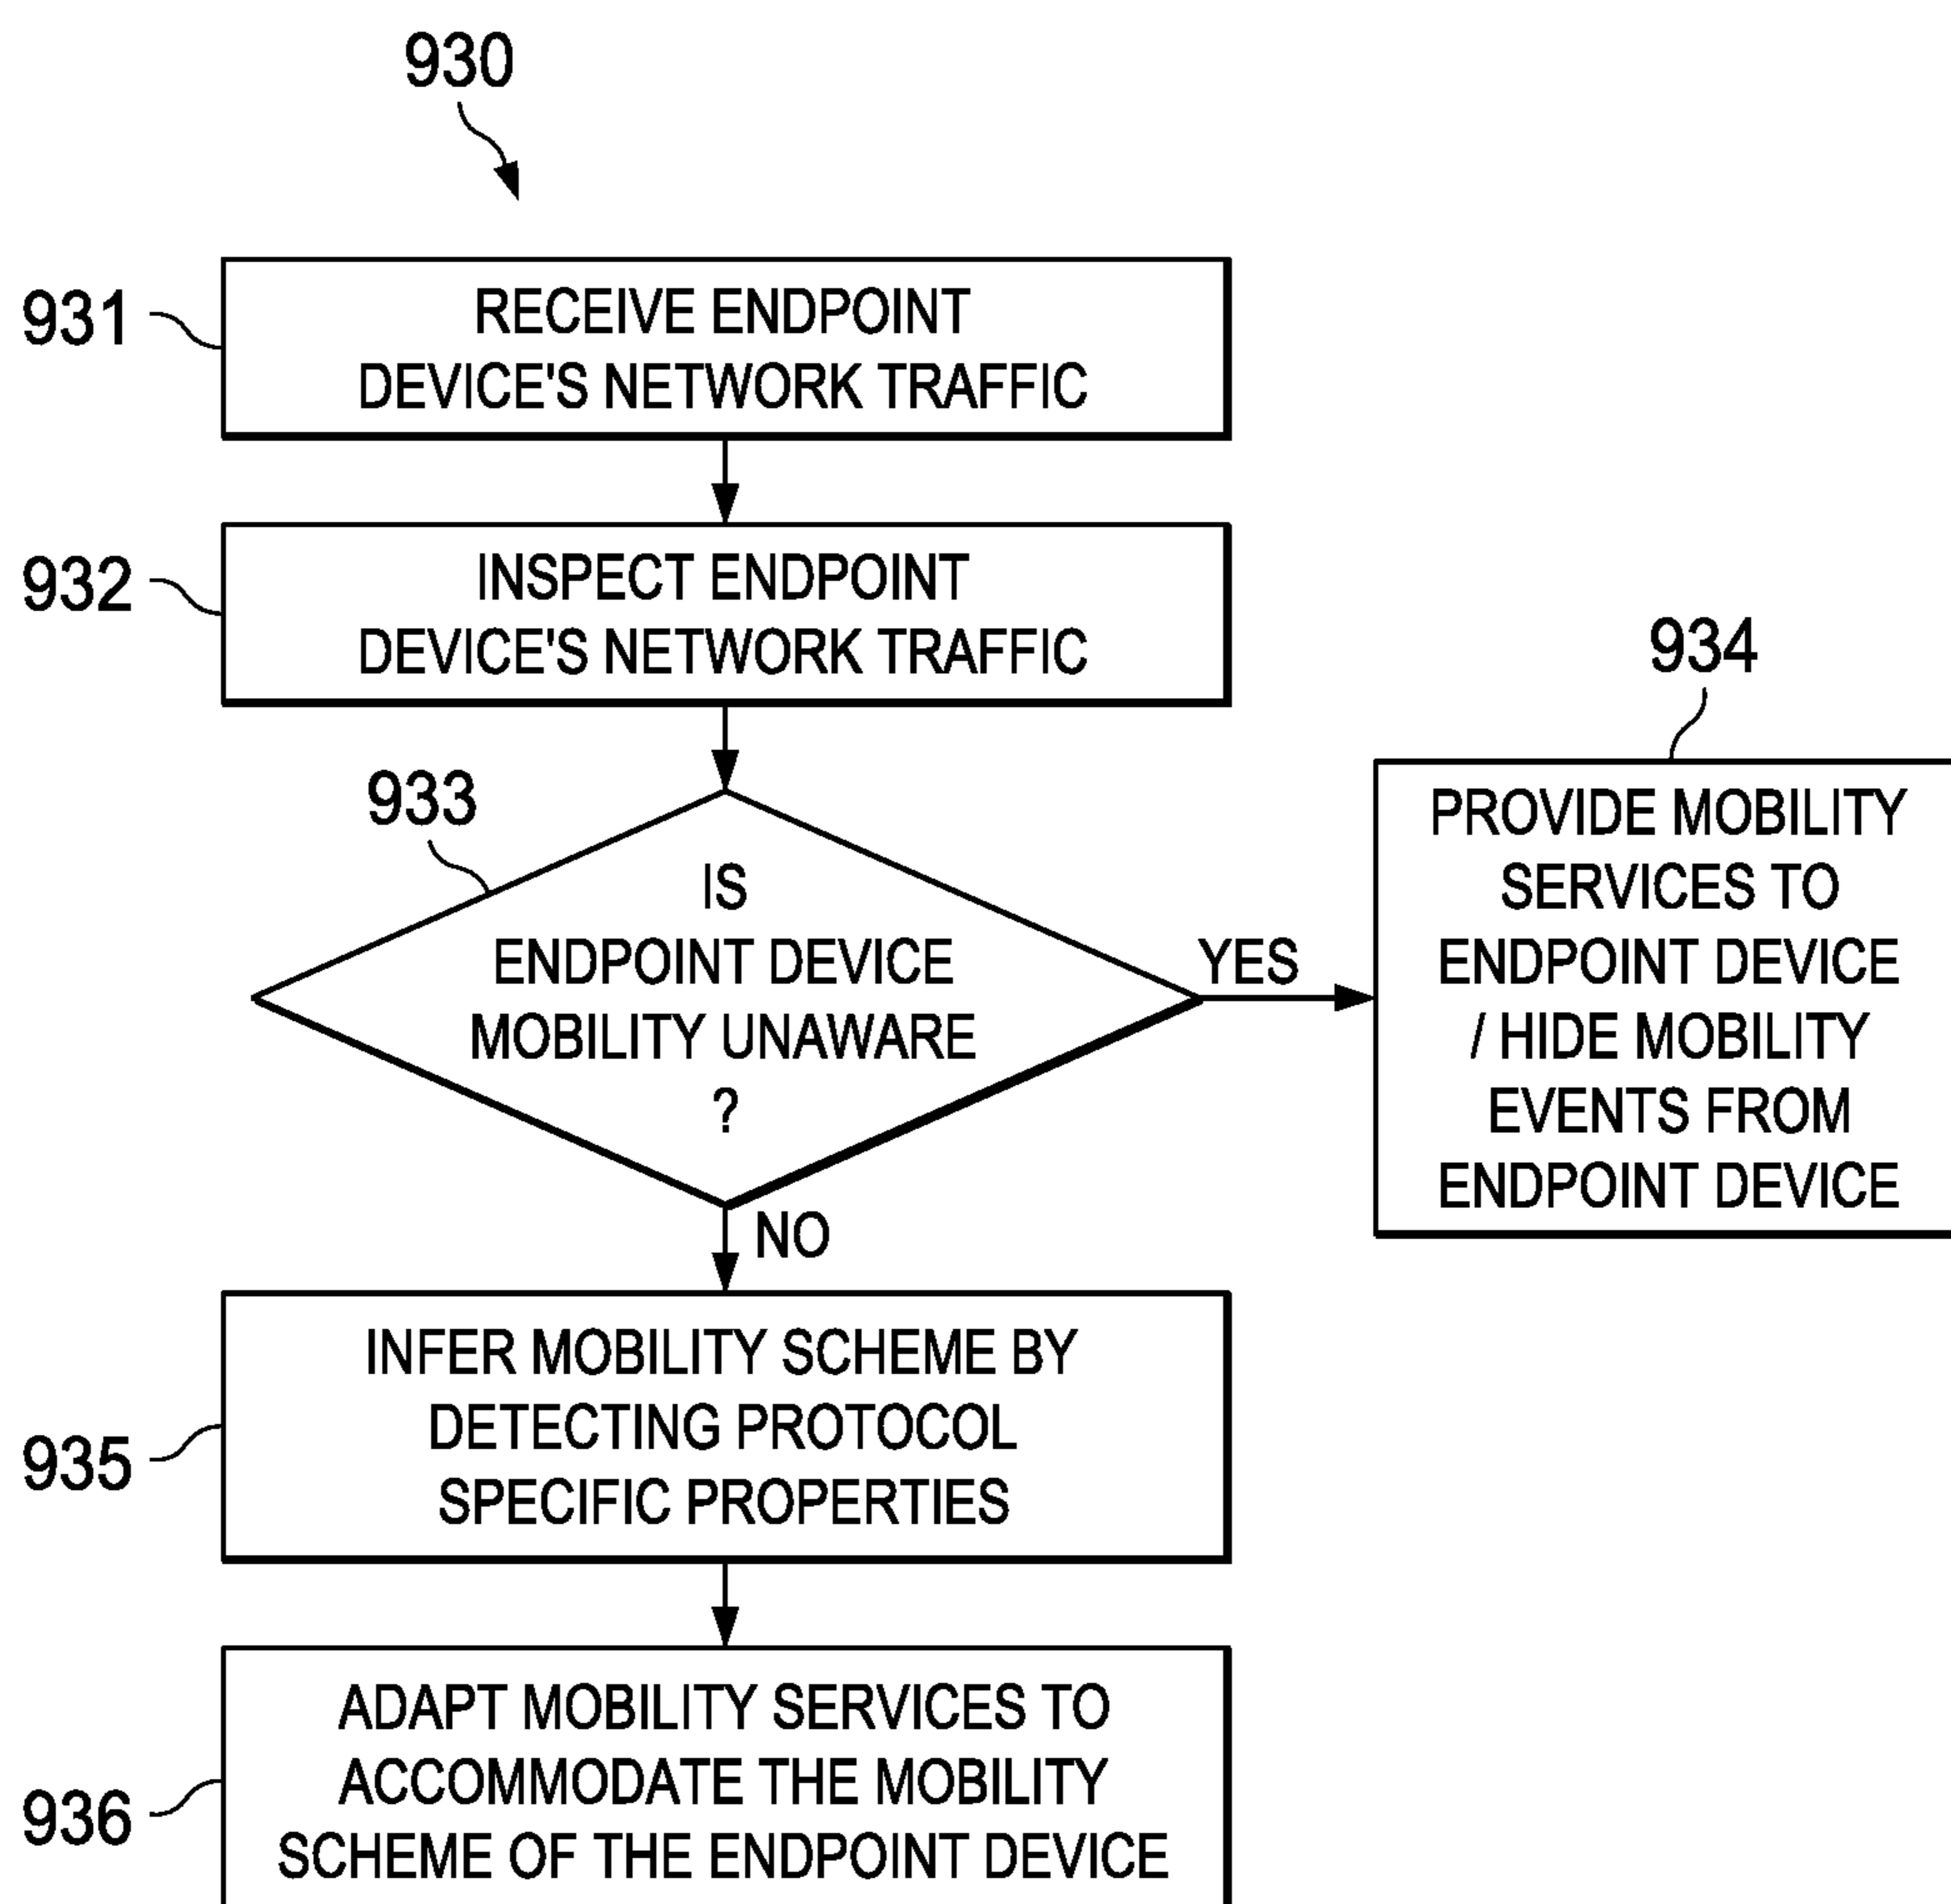 930
931
RECEIVE ENDPOINT
DEVICE'S NETWORK TRAFFIC
932
INSPECT ENDPOINT
DEVICE'S NETWORK TRAFFIC
933
IS
ENDPOINT DEVICE
MOBILITY UNAWARE
?
YES
934
PROVIDE MOBILITY
SERVICES TO
ENDPOINT DEVICE
/ HIDE MOBILITY
EVENTS FROM
ENDPOINT DEVICE
NO
935
INFER MOBILITY SCHEME BY
DETECTING PROTOCOL
SPECIFIC PROPERTIES
936
ADAPT MOBILITY SERVICES TO
ACCOMMODATE THE MOBILITY
SCHEME OF THE ENDPOINT DEVICE